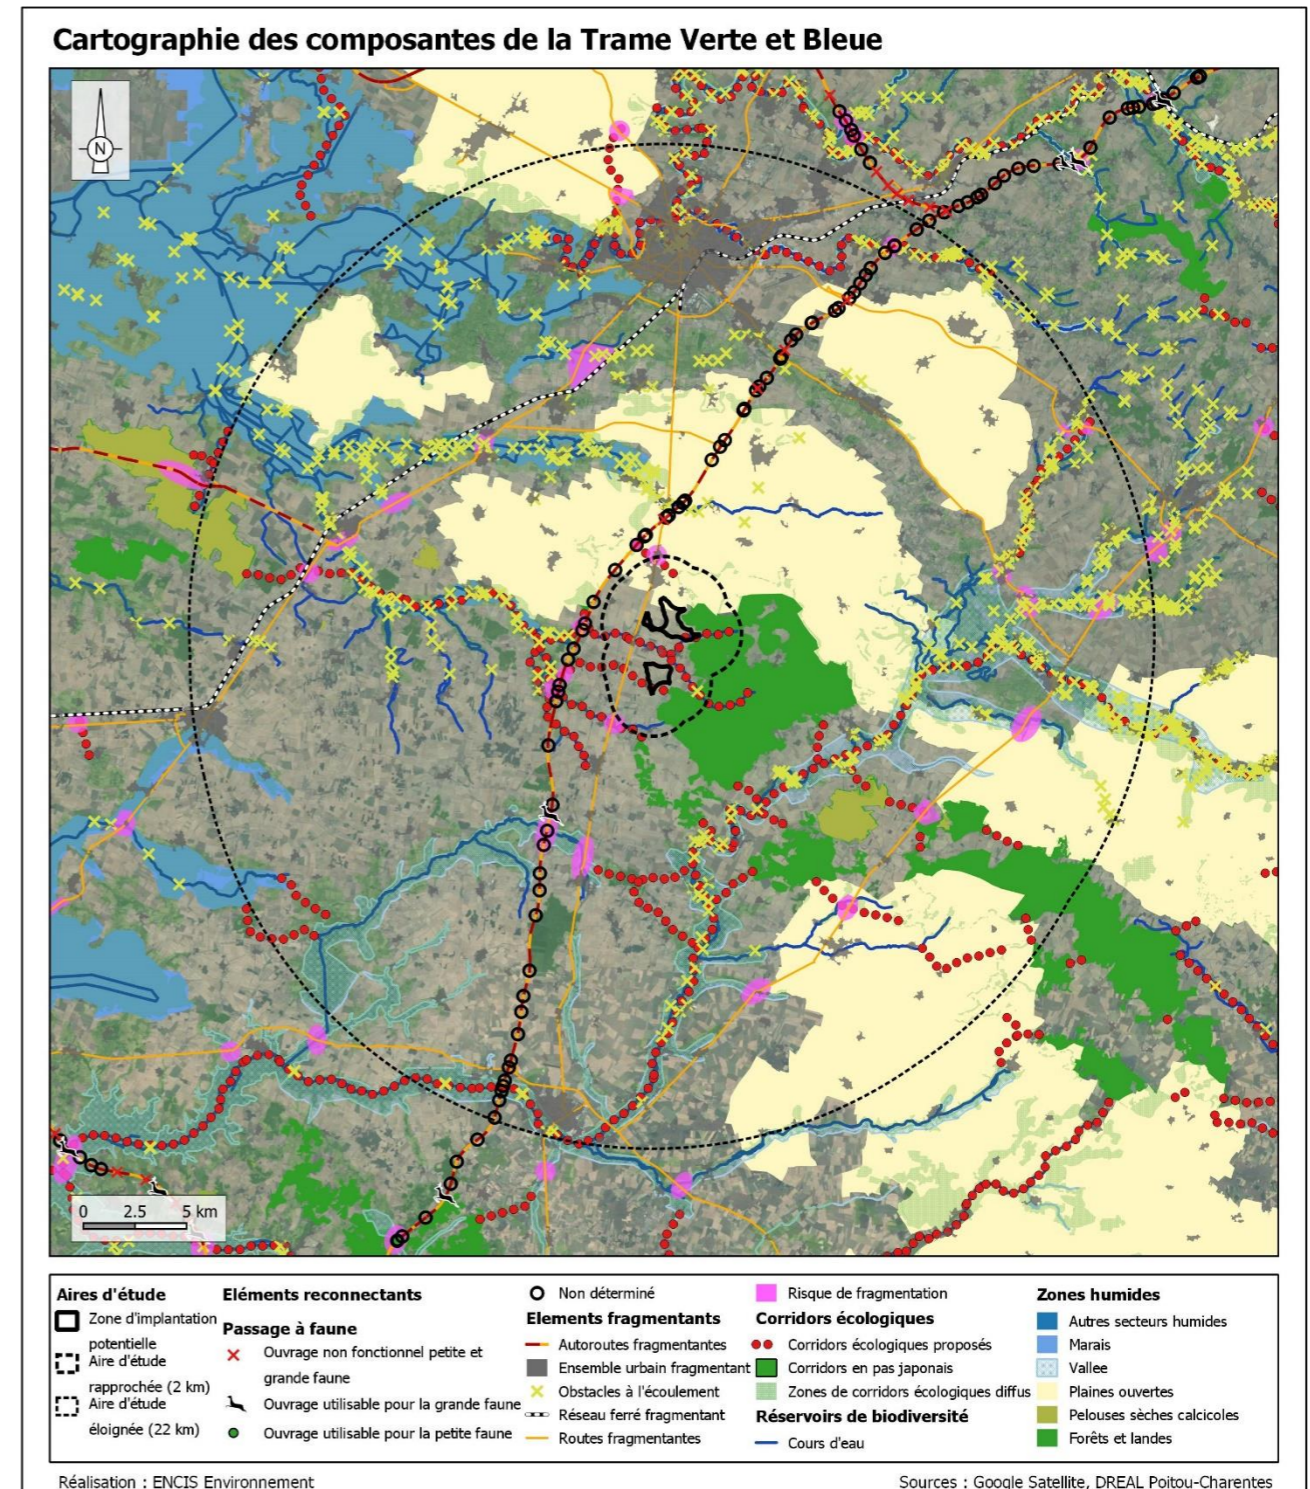 Cartographie des composantes de la Trame Verte et Bleue
N
0 2.5 5 km
Aires d'étude
Zone d'implantation
potentielle
Aire d'étude
rapprochée (2 km)
Aire d'étude
éloignée (22 km)
Eléments reconnectants
Passage à faune
Ouvrage non fonctionnel petite et
grande faune
Ouvrage utilisable pour la grande faune
Ouvrage utilisable pour la petite faune
Non déterminé
Elements fragmentants
Autoroutes fragmentantes
Ensemble urbain fragmentant
Obstacles à l'écoulement
Réseau ferré fragmentant
Routes fragmentantes
Risque de fragmentation
Corridors écologiques
Corridors écologiques proposés
Corridors en pas japonais
Zones de corridors écologiques diffus
Réservoirs de biodiversité
Cours d'eau
Zones humides
Autres secteurs humides
Marais
Vallee
Plaines ouvertes
Pelouses sèches calcicoles
Forêts et landes
Réalisation : ENCIS Environnement
Sources : Google Satellite, DREAL Poitou-Charentes